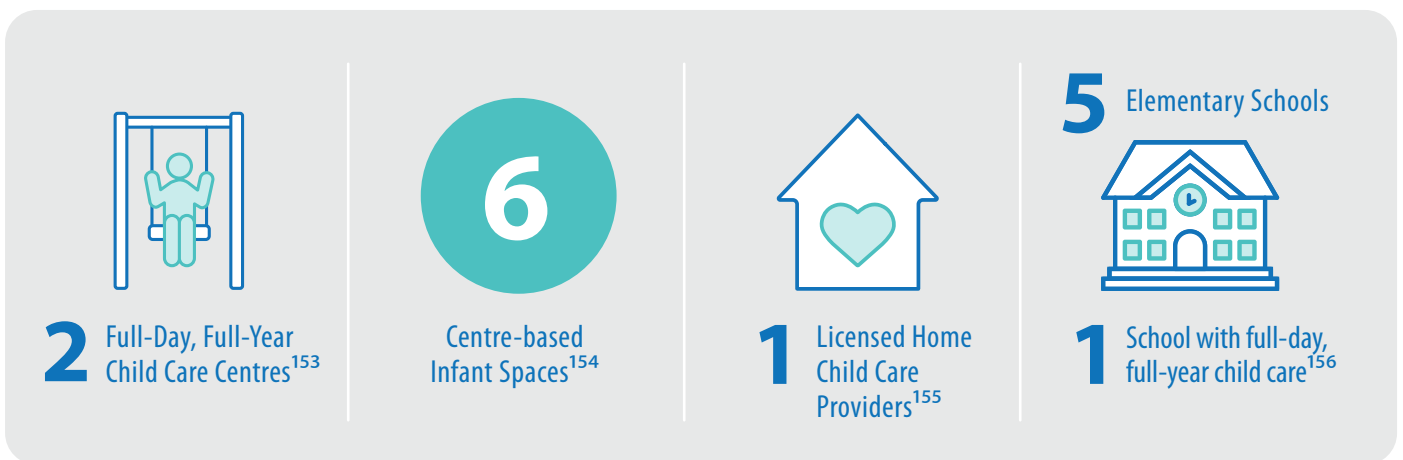 2 Full-Day, Full-Year
Child Care Centres153
6
Centre-based
Infant Spaces154
1 Licensed Home
Child Care
Providers155
5 Elementary Schools
1 School with full-day,
full-year child care156